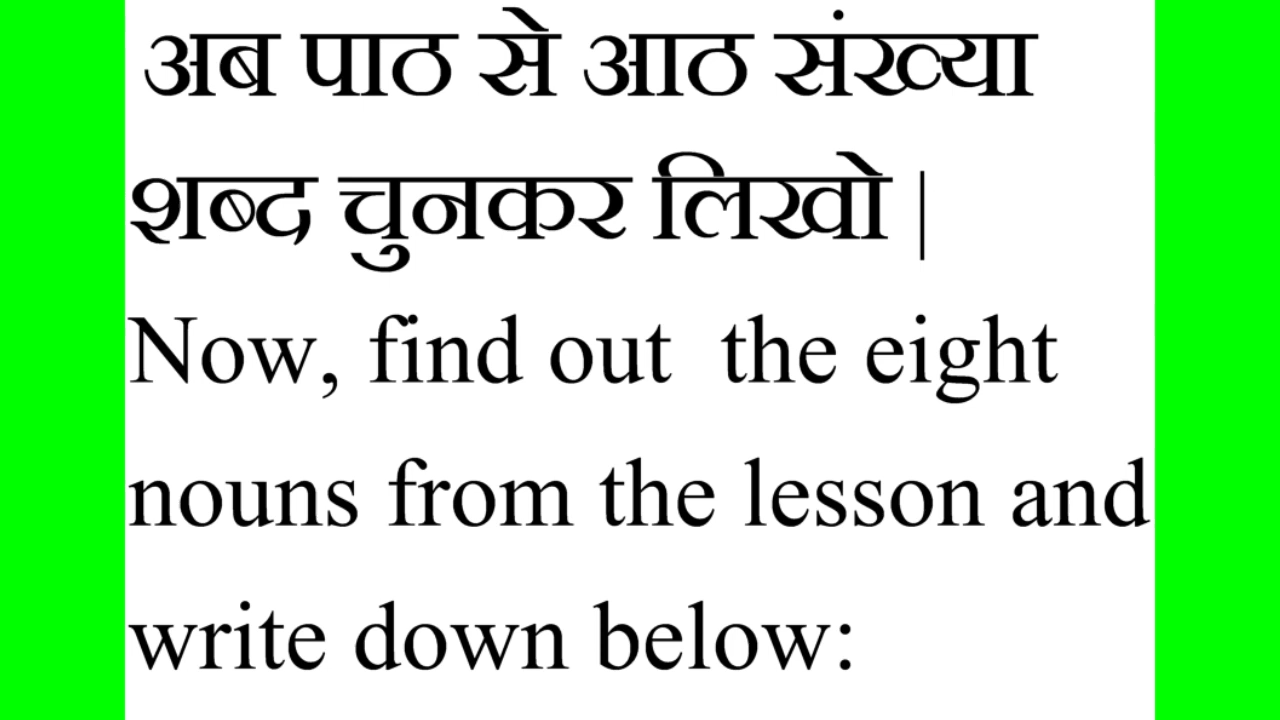 अब पाठ से आठ संख्या
शब्द चुनकर लिखो |
Now, find out the eight
nouns from the lesson and
write down below: